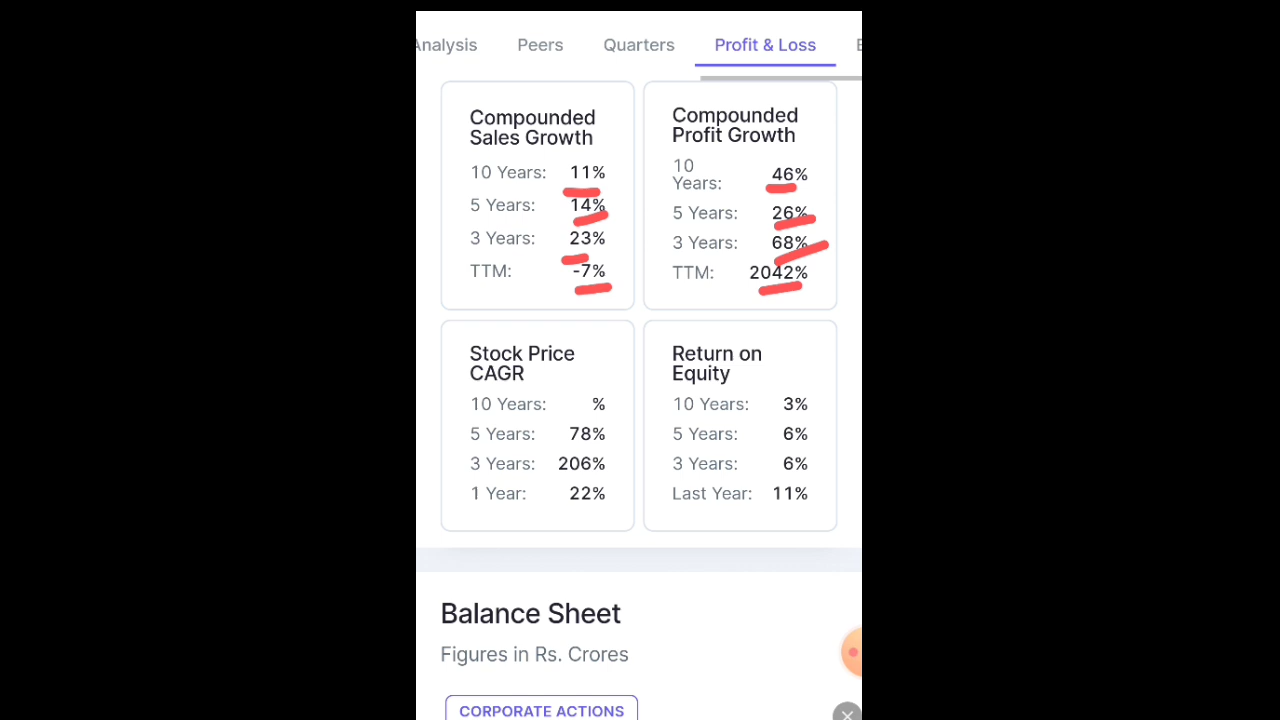 Analysis Peers Quarters Profit & Loss
Compounded
Sales Growth
10 Years: 11%
5 Years: 14%
3 Years: 23%
TTM: -7%
Compounded
Profit Growth
10
Years: 46%
5 Years: 26%
3 Years: 68%
TTM: 2042%
Stock Price
CAGR
10 Years: %
5 Years: 78%
3 Years: 206%
1 Year: 22%
Return on
Equity
10 Years: 3%
5 Years: 6%
3 Years: 6%
Last Year: 11%
Balance Sheet
Figures in Rs. Crores
CORPORATE ACTIONS